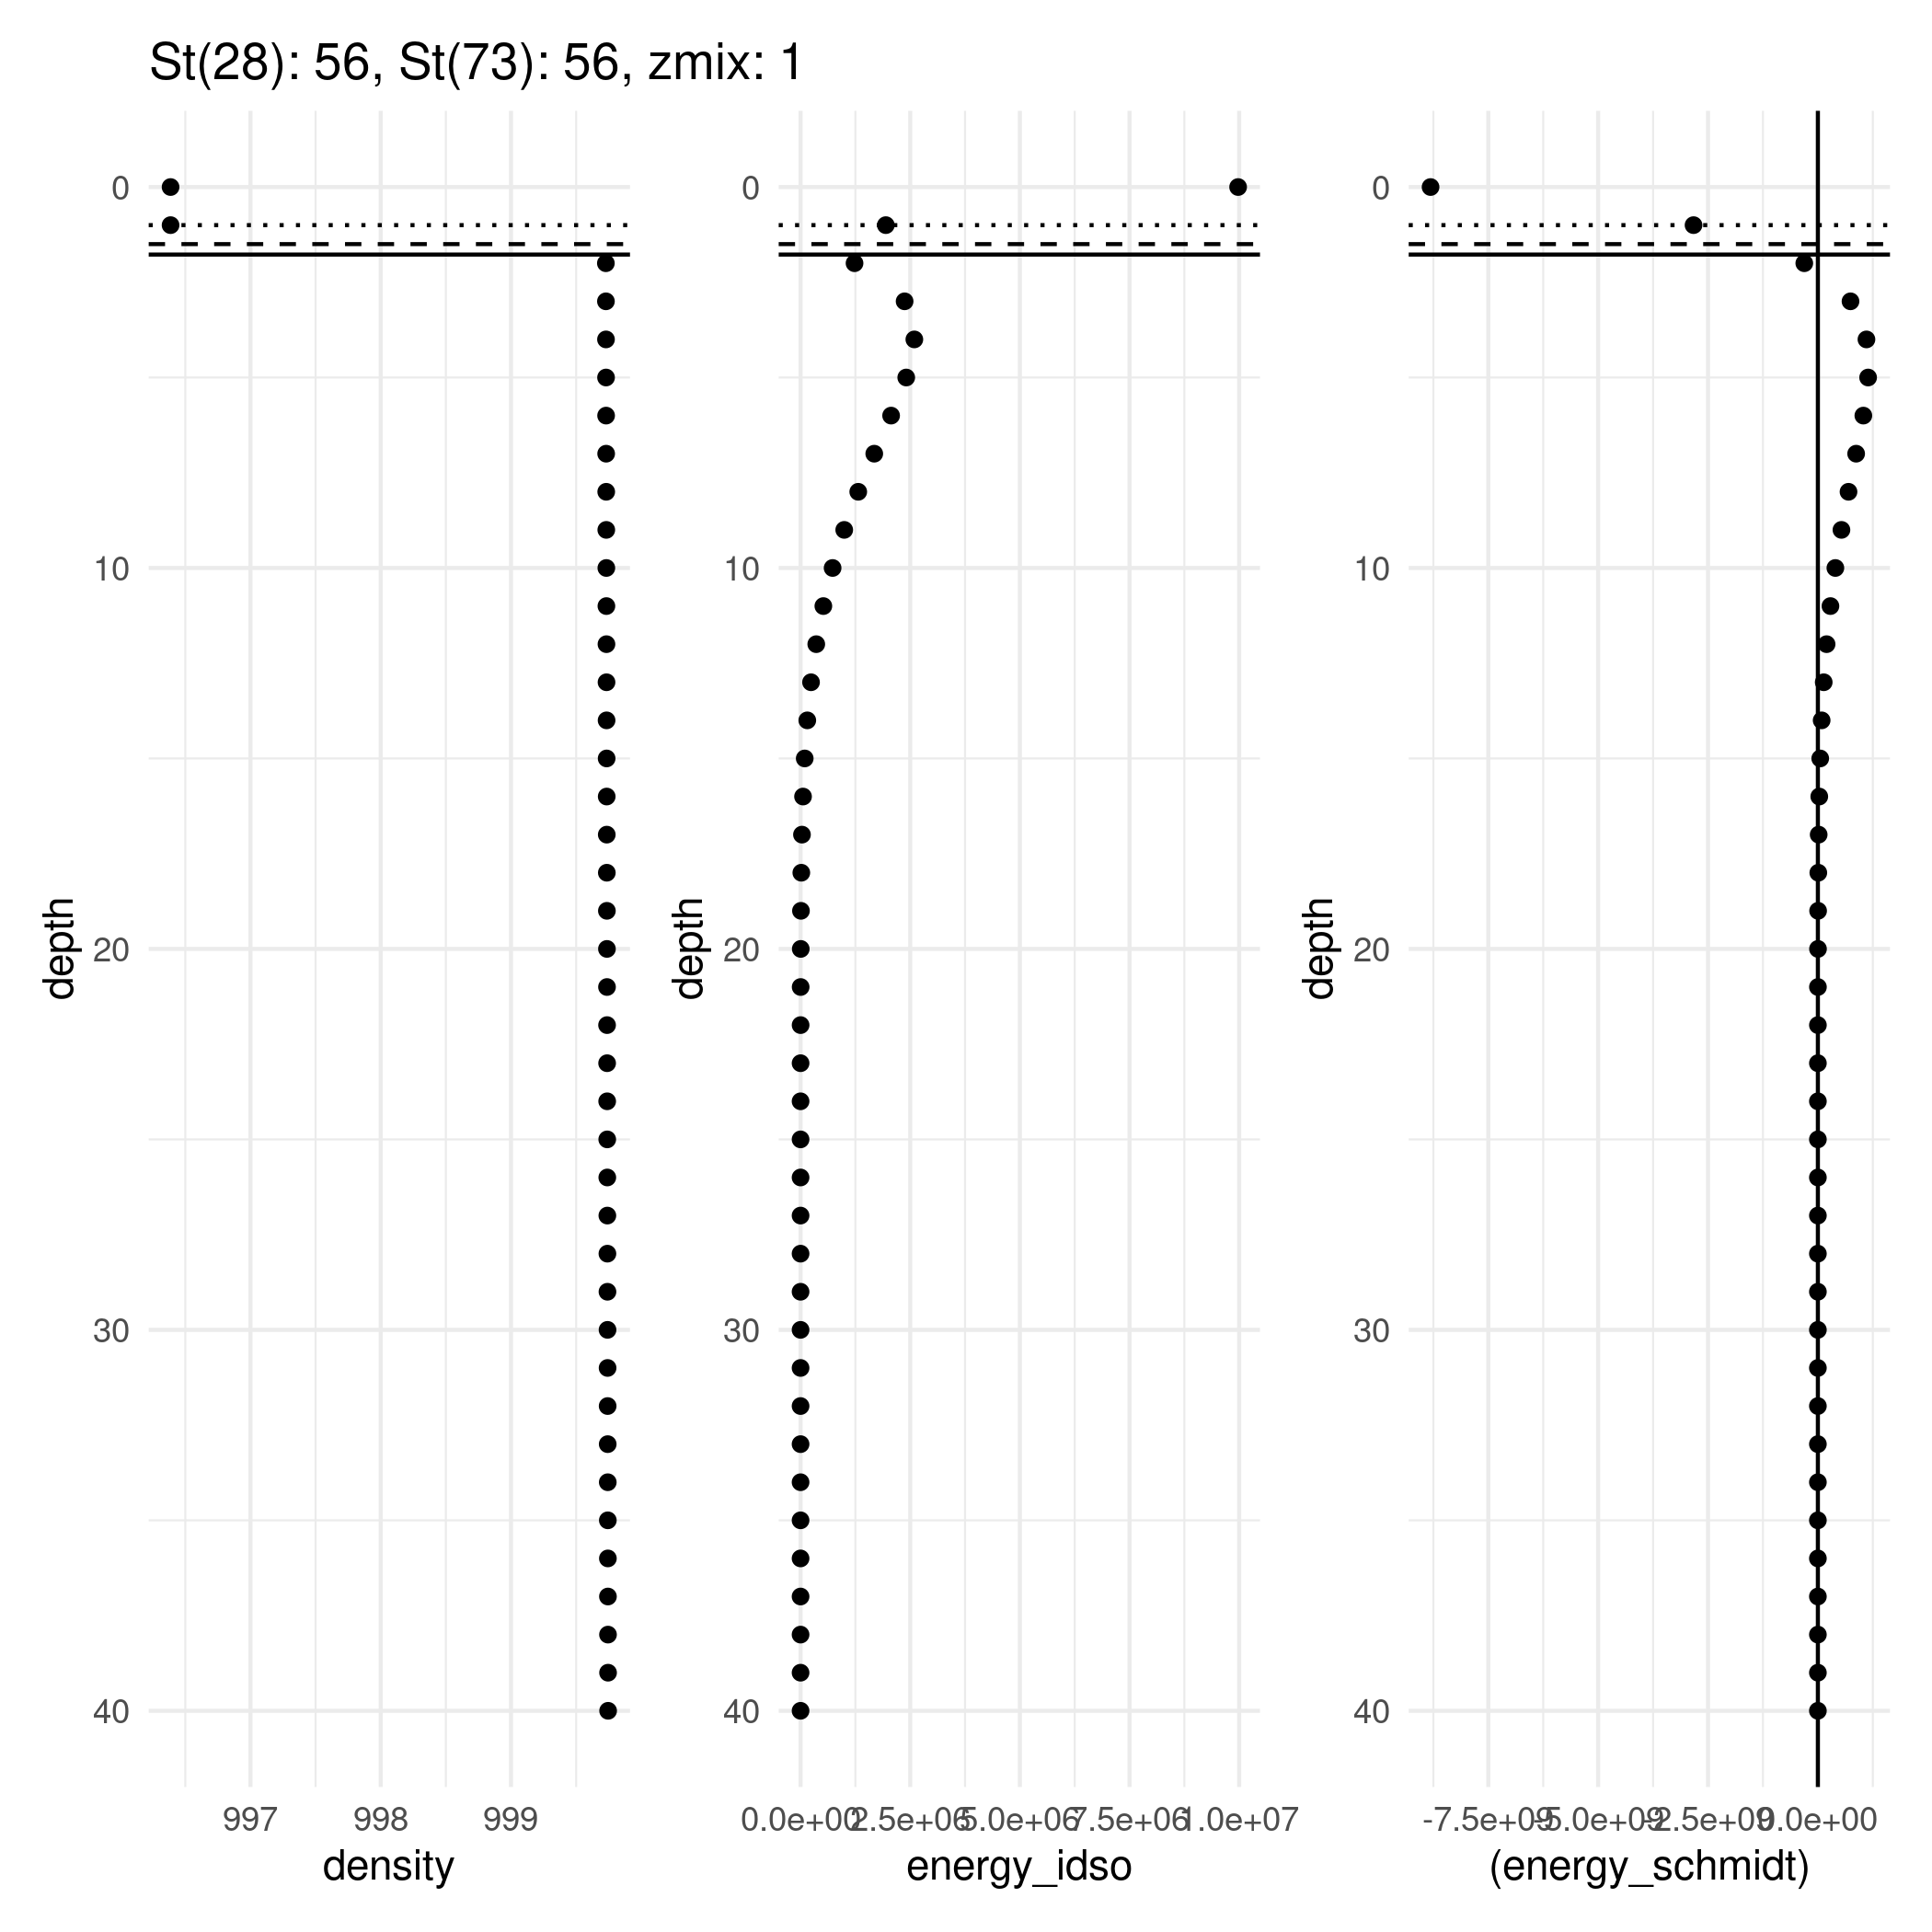 St(28): 56, St(73): 56, zmix: 1
depth
0
10
20
30
40
997 998 999
density
depth
0
10
20
30
40
0.0e+00 2.5e+06 5.0e+06 7.5e+06 1.0e+07
energy_idso
depth
0
10
20
30
40
-7.5e+09 -5.0e+09 -2.5e+09 0.0e+00
(energy_schmidt)